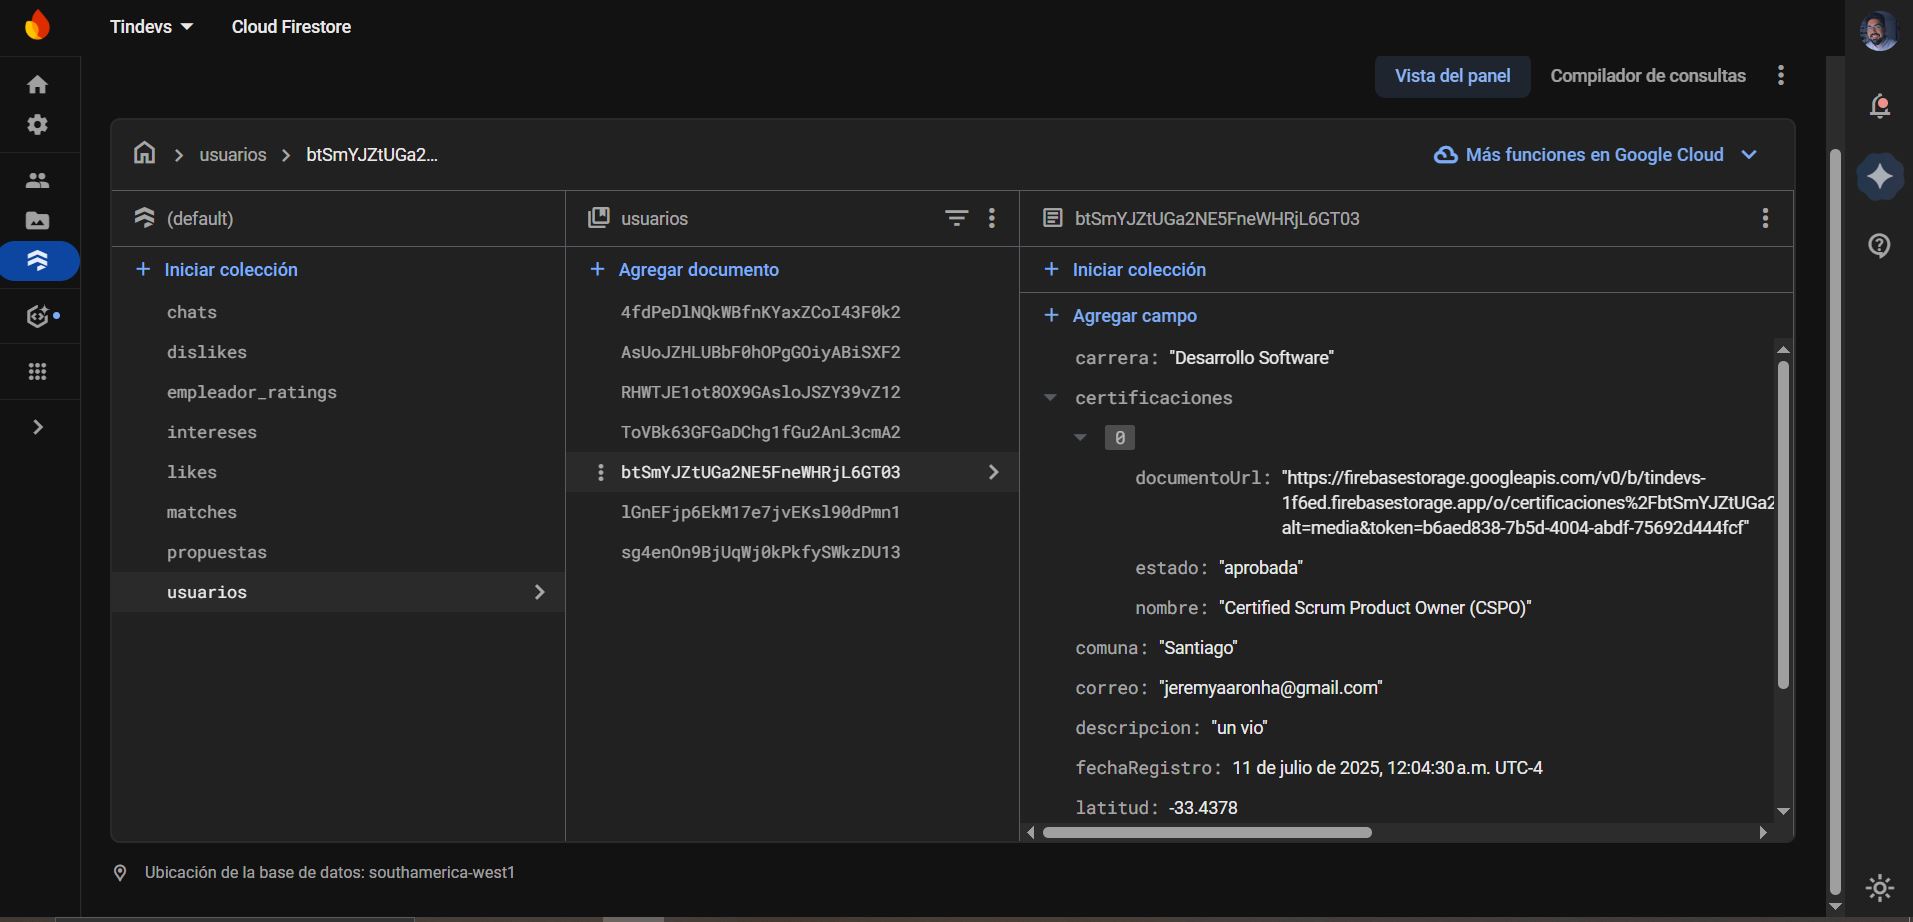 Tindevs
Cloud Firestore
Vista del panel
Compilador de consultas
usuarios
btSmYJZtUGa2...
Más funciones en Google Cloud
(default)
Iniciar colección
chats
dislikes
empleador_ratings
intereses
likes
matches
propuestas
usuarios
usuarios
Agregar documento
4fdPeDlNQkWBfnKYaxZCoI43F0k2
AsUoJZHLUBbF0hOPgGOiyABiSXF2
RHWTJE1ot8OX9GAsloJSZY39vZ12
ToVBk63GFGaDChg1fGu2AnL3cmA2
btSmYJZtUGa2NE5FneWHRjL6GT03
lGnEFjp6EkM17e7jvEKsl90dPmn1
sg4enOn9BjUqWj0kPkfySWkzDU13
btSmYJZtUGa2NE5FneWHRjL6GT03
Iniciar colección
Agregar campo
carrera: "Desarrollo Software"
certificaciones
0
documentoUrl: "https://firebasestorage.googleapis.com/v0/b/tindevs-
1f6ed.firebasestorage.app/o/certificaciones%2FbtSmYJZtUGa2
alt=media&token=b6aed838-7b5d-4004-abdf-75692d444fcf"
estado: "aprobada"
nombre: "Certified Scrum Product Owner (CSPO)"
comuna: "Santiago"
correo: "jeremyaaronha@gmail.com"
descripcion: "un vio"
fechaRegistro: 11 de julio de 2025, 12:04:30 a.m. UTC-4
latitud: -33.4378
Ubicación de la base de datos: southamerica-west1